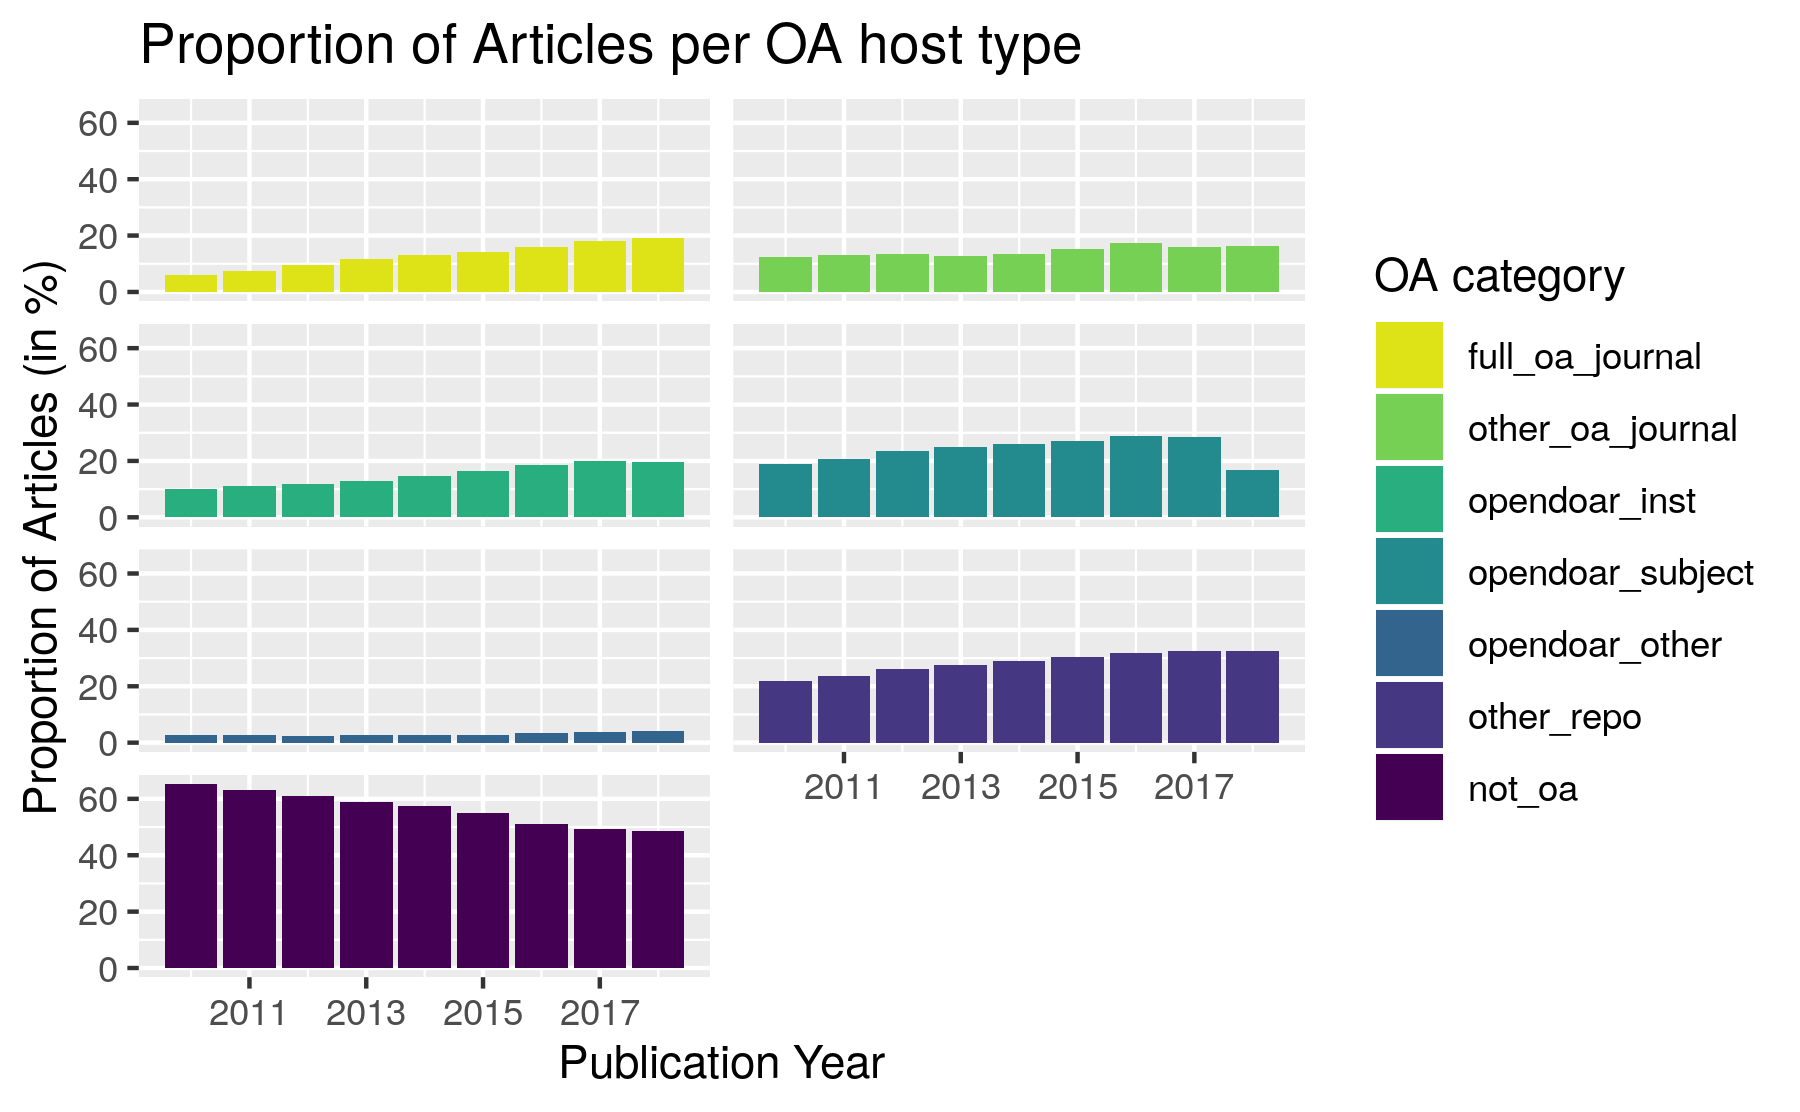 Proportion of Articles per OA host type
Proportion of Articles (in %)
60
40
20
0
60
40
20
0
60
40
20
0
2011 2013 2015 2017
60
40
20
0
2011 2013 2015 2017
Publication Year
OA category
full_oa_journal
other_oa_journal
opendoar_inst
opendoar_subject
opendoar_other
other_repo
not_oa